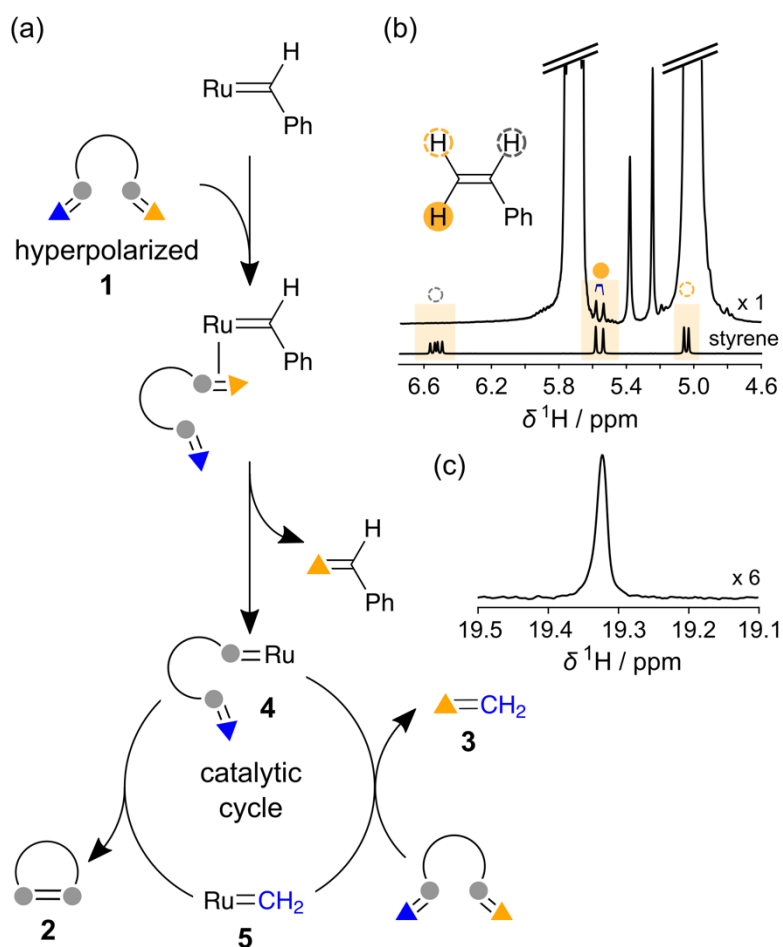 (a)
H
Ru
Ph
hyperpolarized
1
H
Ru
Ph
H
Ph
Ru
4
CH2
3
catalytic
cycle
2
Ru
CH2
5
(b)
H
H
H
Ph
x 1
styrene
6.6 6.2 5.8 5.4 5.0 4.6
δ ¹H / ppm
(c)
x 6
19.5 19.4 19.3 19.2 19.1
δ ¹H / ppm